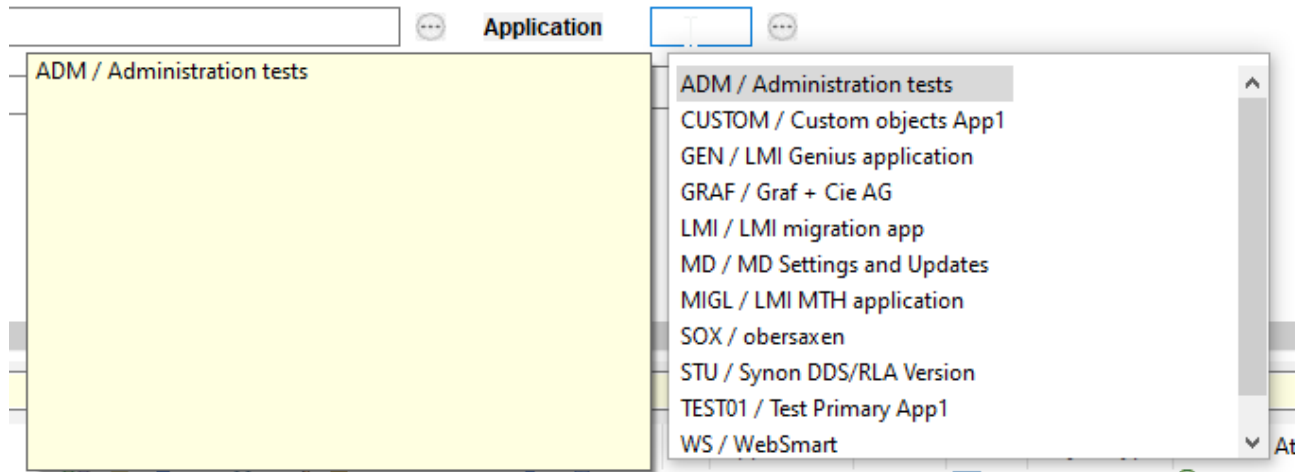 Application
ADM / Administration tests
ADM / Administration tests
CUSTOM / Custom objects App1
GEN / LMI Genius application
GRAF / Graf + Cie AG
LMI / LMI migration app
MD / MD Settings and Updates
MIGL / LMI MTH application
SOX / obersaxen
STU / Synon DDS/RLA Version
TEST01 / Test Primary App1
WS / WebSmart
At